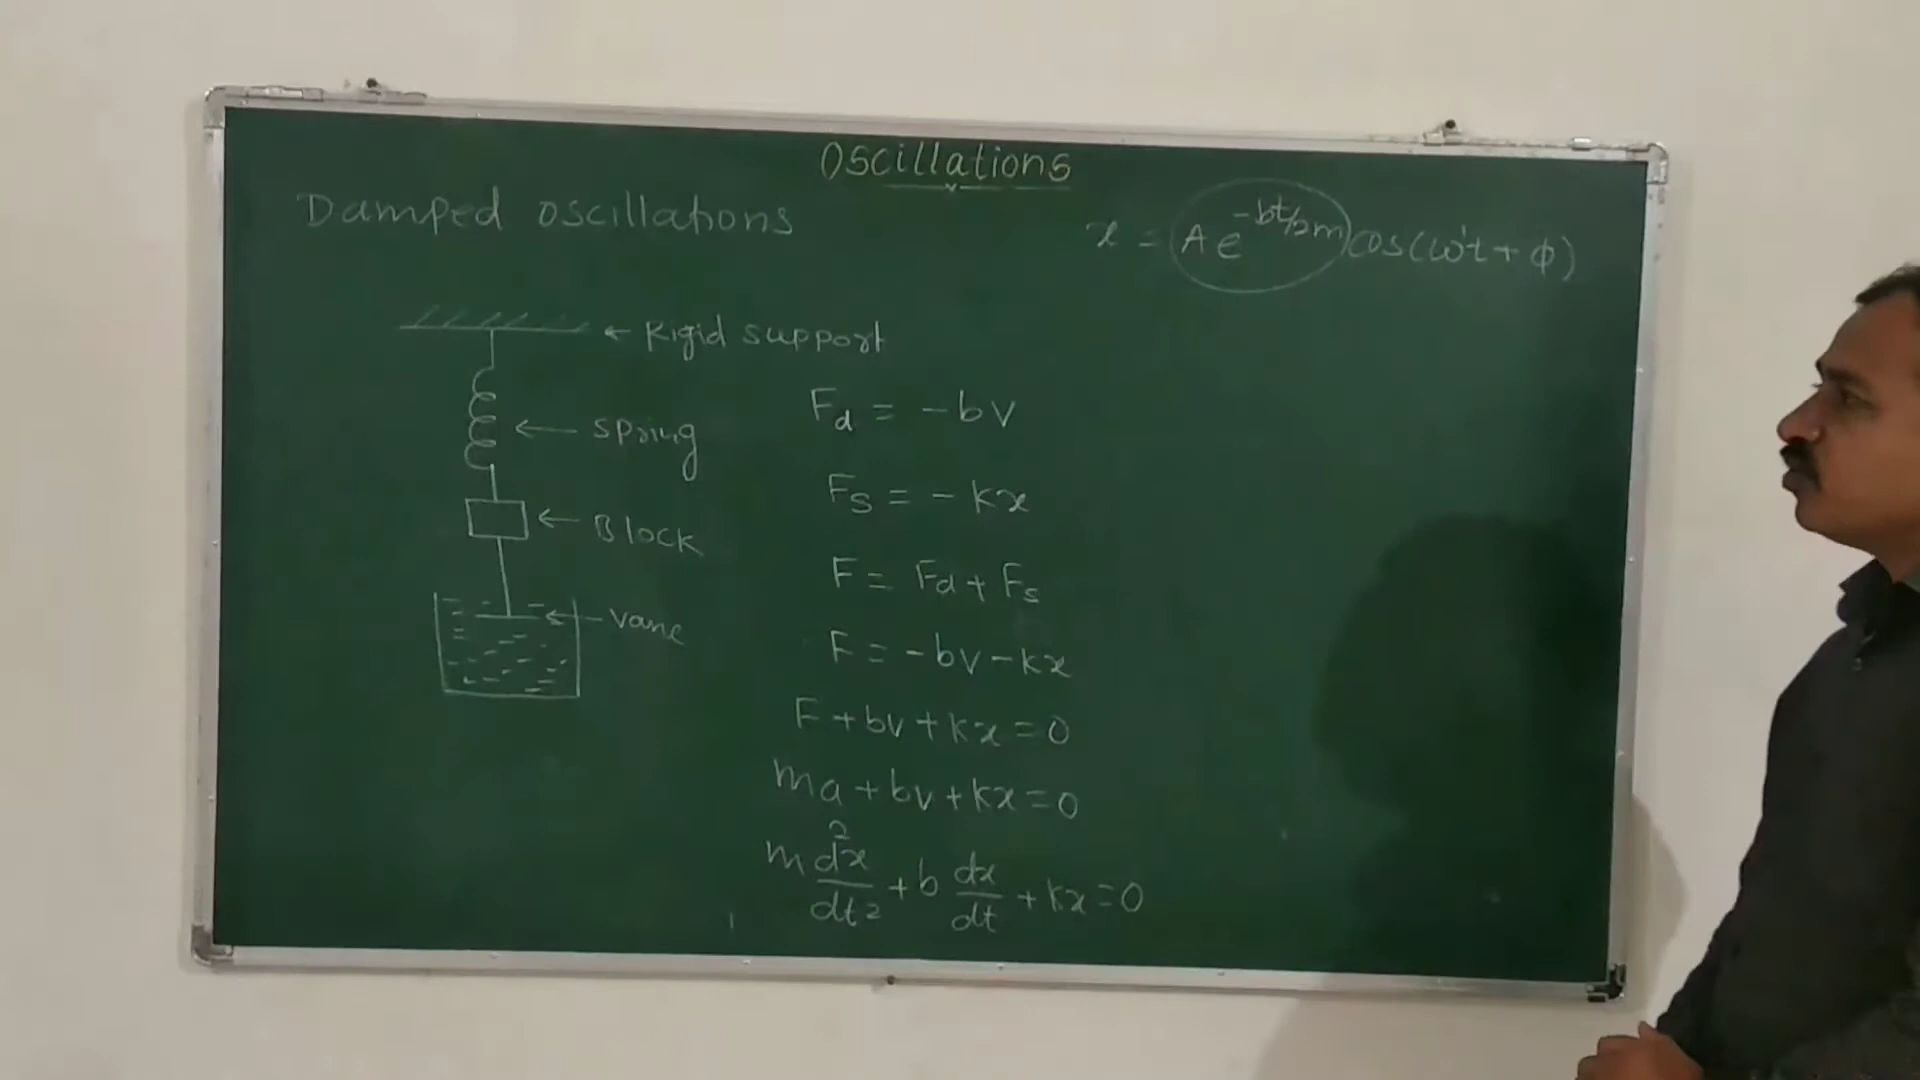 Oscillations
Damped oscillations
x = Ae^{-bt/2m} cos(ω't + φ)
← Rigid support
← spring
← Block
← vane
F_d = -bv
F_s = -kx
F = F_d + F_s
F = -bv - kx
F + bv + kx = 0
ma + bv + kx = 0
m d²x/dt² + b dx/dt + kx = 0